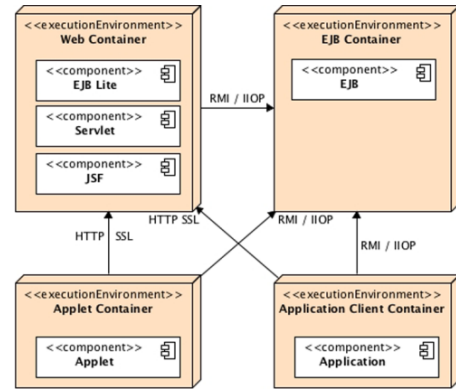 <<executionEnvironment>>
Web Container
<<component>>
EJB Lite
<<component>>
Servlet
<<component>>
JSF
RMI / IIOP
<<executionEnvironment>>
EJB Container
<<component>>
EJB
HTTP SSL
HTTP SSL
RMI / IIOP
RMI / IIOP
<<executionEnvironment>>
Applet Container
<<component>>
Applet
<<executionEnvironment>>
Application Client Container
<<component>>
Application